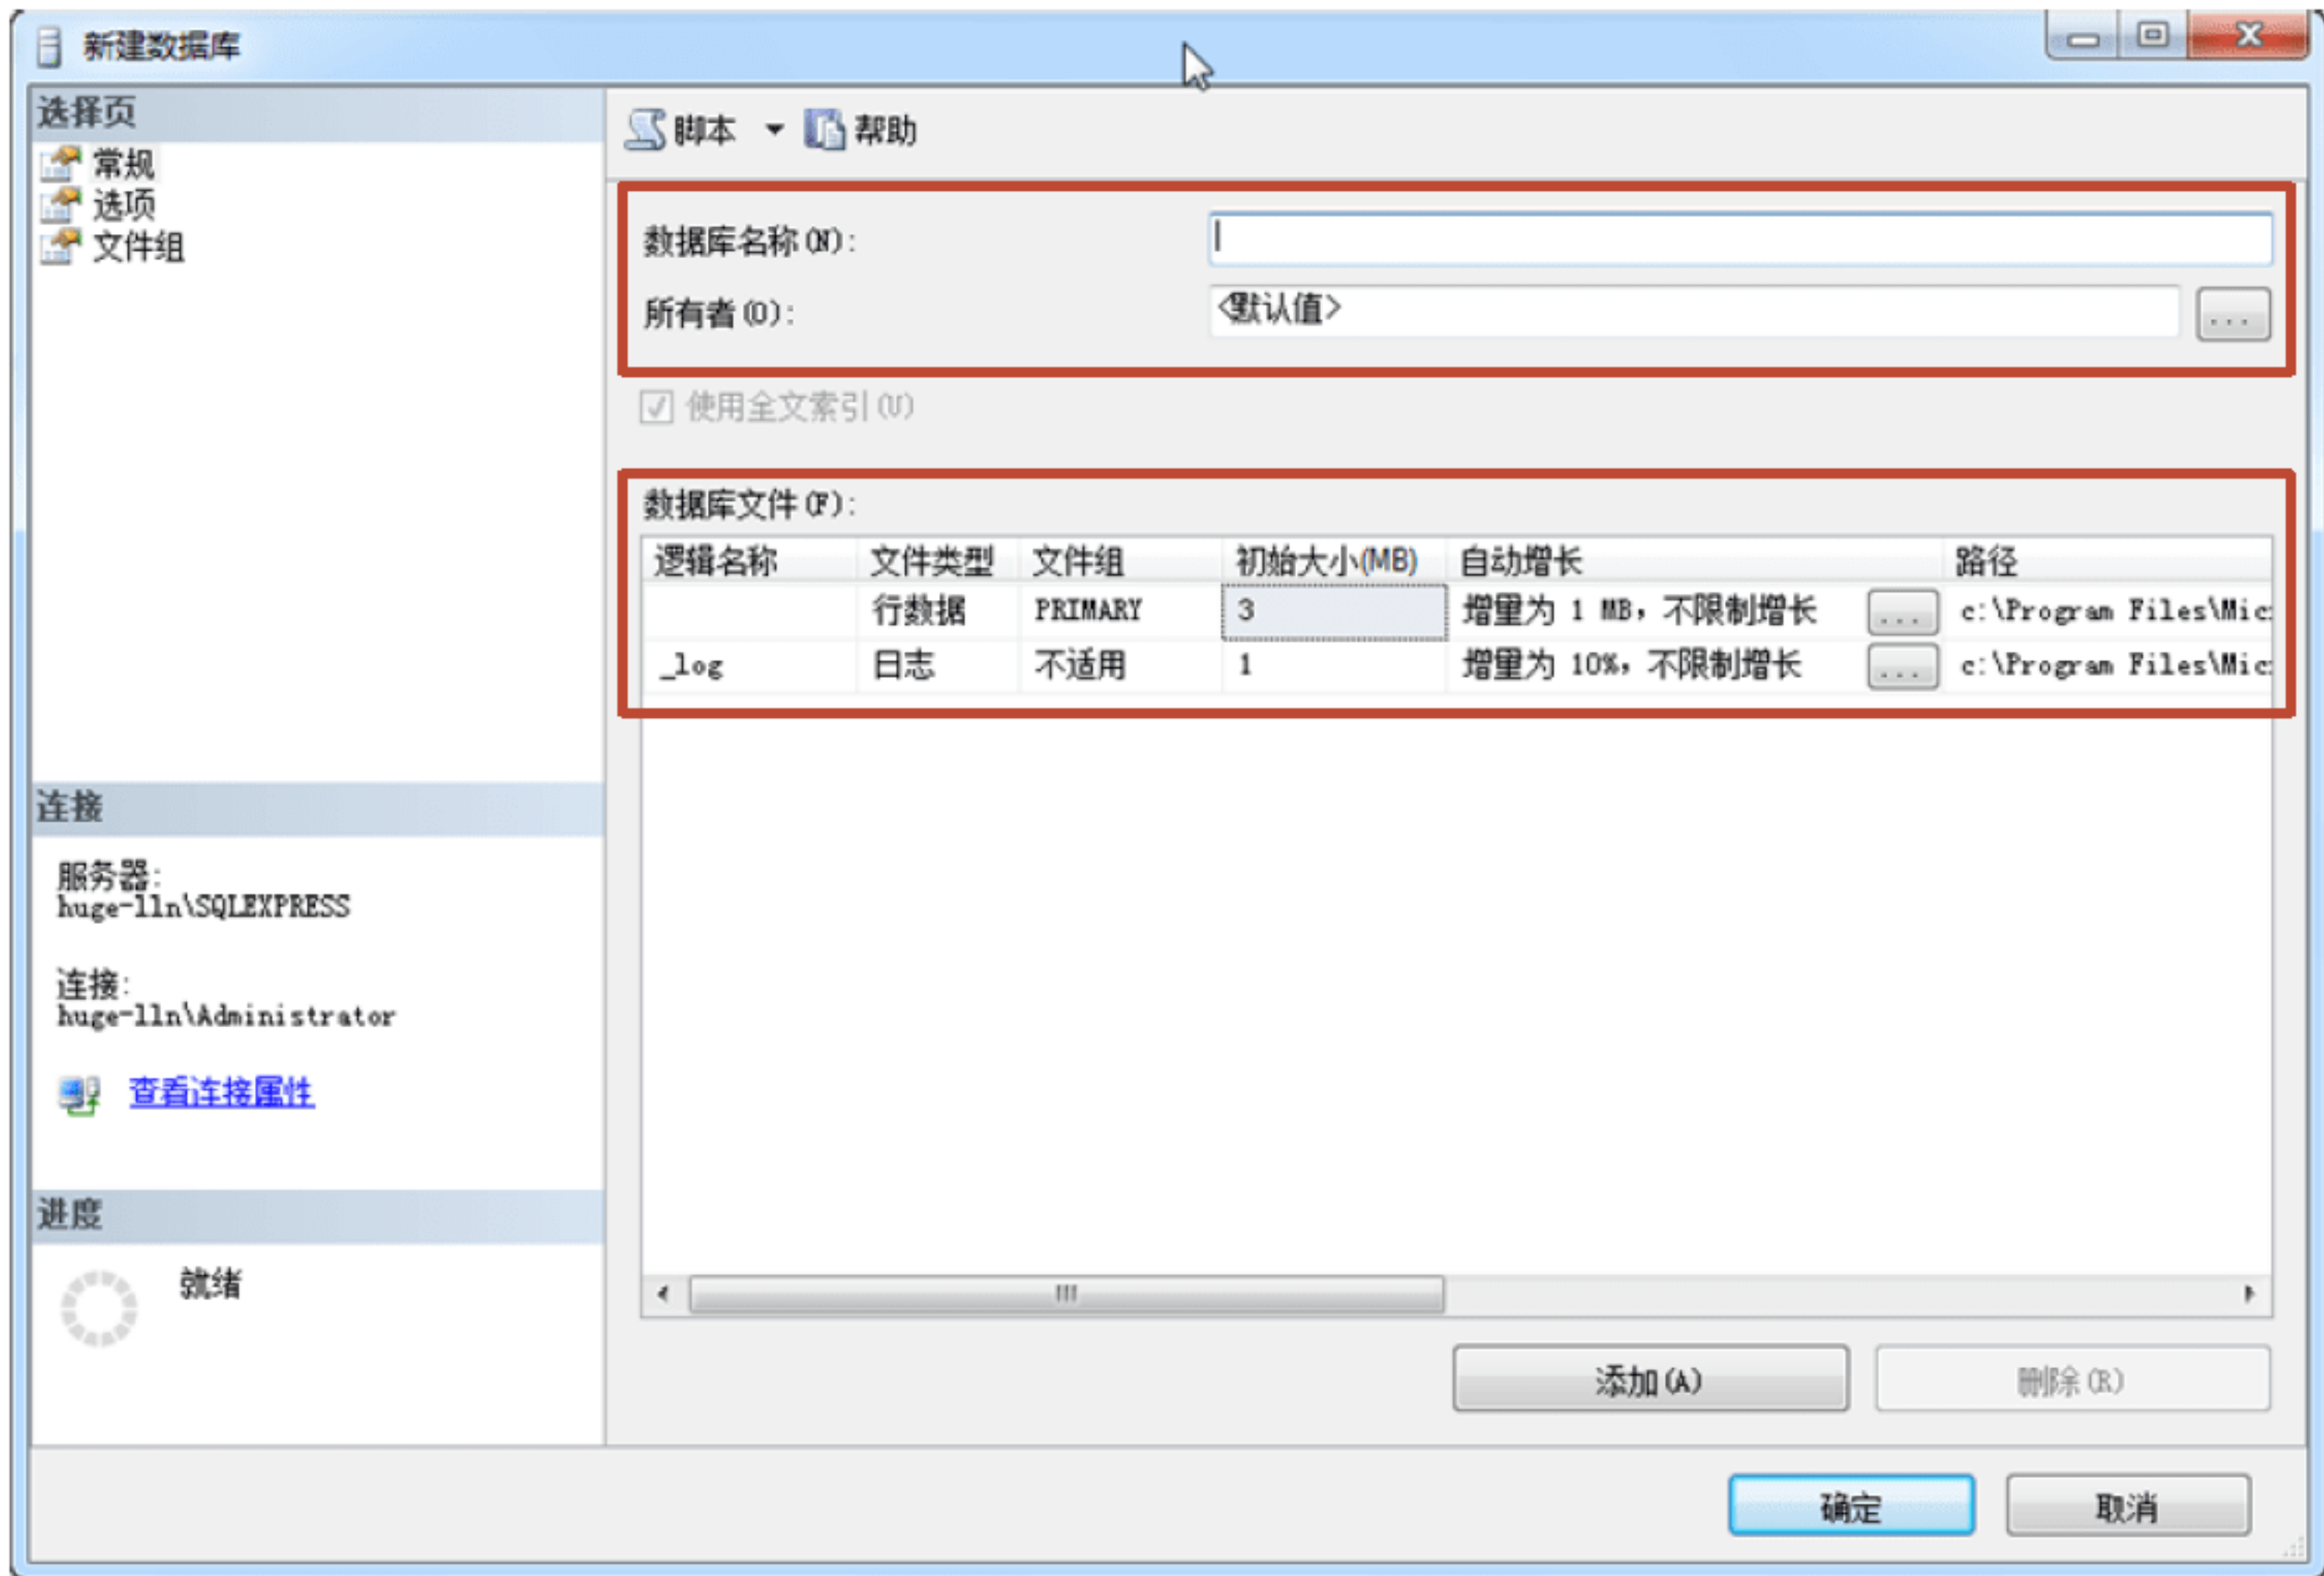 新建数据库
选择页
常规
选项
文件组
脚本 帮助
数据库名称(N):
所有者(O): <默认值> ...
使用全文索引(U)
数据库文件(F):
逻辑名称 文件类型 文件组 初始大小(MB) 自动增长 路径
行数据 PRIMARY 3 增量为 1 MB，不限制增长 ... c:\Program Files\Mic
_log 日志 不适用 1 增量为 10%，不限制增长 ... c:\Program Files\Mic
连接
服务器:
huge-lln\SQLEXPRESS
连接:
huge-lln\Administrator
查看连接属性
进度
就绪
添加(A) 删除(R)
确定 取消